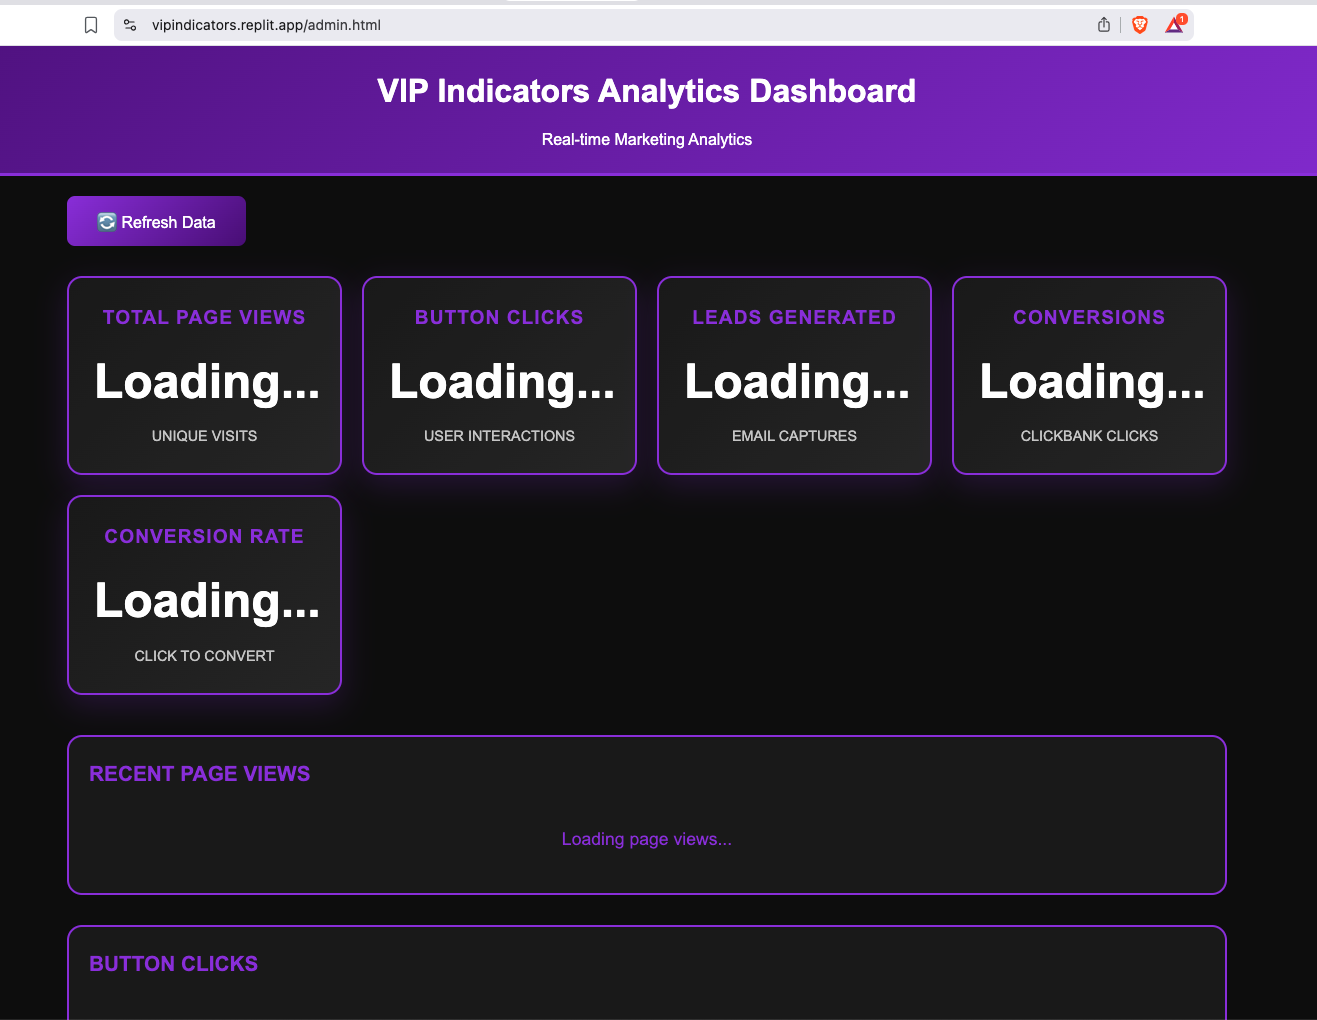 vipindicators.replit.app/admin.html
1
VIP Indicators Analytics Dashboard
Real-time Marketing Analytics
Refresh Data
TOTAL PAGE VIEWS
Loading...
UNIQUE VISITS
BUTTON CLICKS
Loading...
USER INTERACTIONS
LEADS GENERATED
Loading...
EMAIL CAPTURES
CONVERSIONS
Loading...
CLICKBANK CLICKS
CONVERSION RATE
Loading...
CLICK TO CONVERT
RECENT PAGE VIEWS
Loading page views...
BUTTON CLICKS